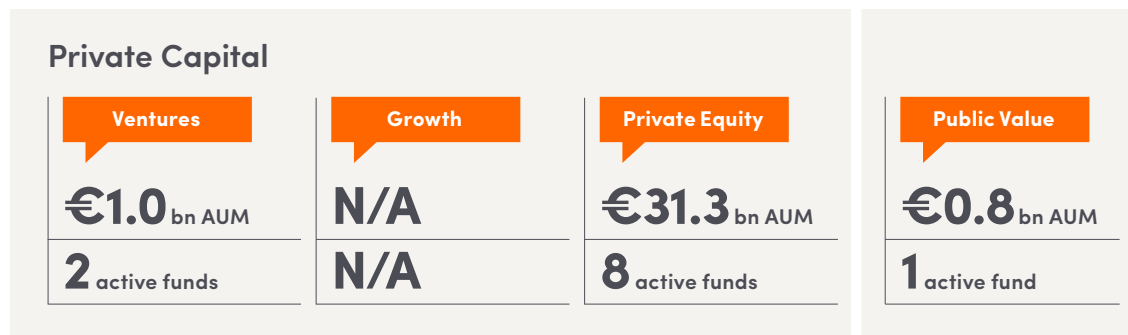 Private Capital
Ventures
€1.0 bn AUM
2 active funds
Growth
N/A
N/A
Private Equity
€31.3 bn AUM
8 active funds
Public Value
€0.8 bn AUM
1 active fund